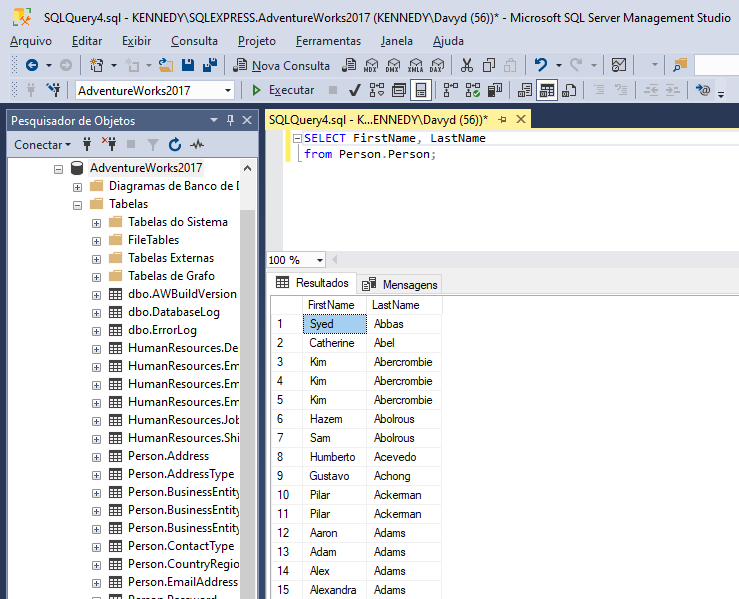 SQLQuery4.sql - KENNEDY\SQLEXPRESS.AdventureWorks2017 (KENNEDY\Davyd (56))* - Microsoft SQL Server Management Studio
Arquivo Editar Exibir Consulta Projeto Ferramentas Janela Ajuda
Nova Consulta MDX DMX XMLA DAX
AdventureWorks2017 Executar
Pesquisador de Objetos
Conectar
AdventureWorks2017
Diagramas de Banco de D
Tabelas
Tabelas do Sistema
FileTables
Tabelas Externas
Tabelas de Grafo
dbo.AWBuildVersion
dbo.DatabaseLog
dbo.ErrorLog
HumanResources.De
HumanResources.Em
HumanResources.Em
HumanResources.Em
HumanResources.Job
HumanResources.Shi
Person.Address
Person.AddressType
Person.BusinessEntity
Person.BusinessEntity
Person.BusinessEntity
Person.ContactType
Person.CountryRegio
Person.EmailAddress
Person.Password
SQLQuery4.sql - K...ENNEDY\Davyd (56))*
SELECT FirstName, LastName
from Person.Person;
100 %
Resultados Mensagens
FirstName LastName
1 Syed Abbas
2 Catherine Abel
3 Kim Abercrombie
4 Kim Abercrombie
5 Kim Abercrombie
6 Hazem Abolrous
7 Sam Abolrous
8 Humberto Acevedo
9 Gustavo Achong
10 Pilar Ackerman
11 Pilar Ackerman
12 Aaron Adams
13 Adam Adams
14 Alex Adams
15 Alexandra Adams